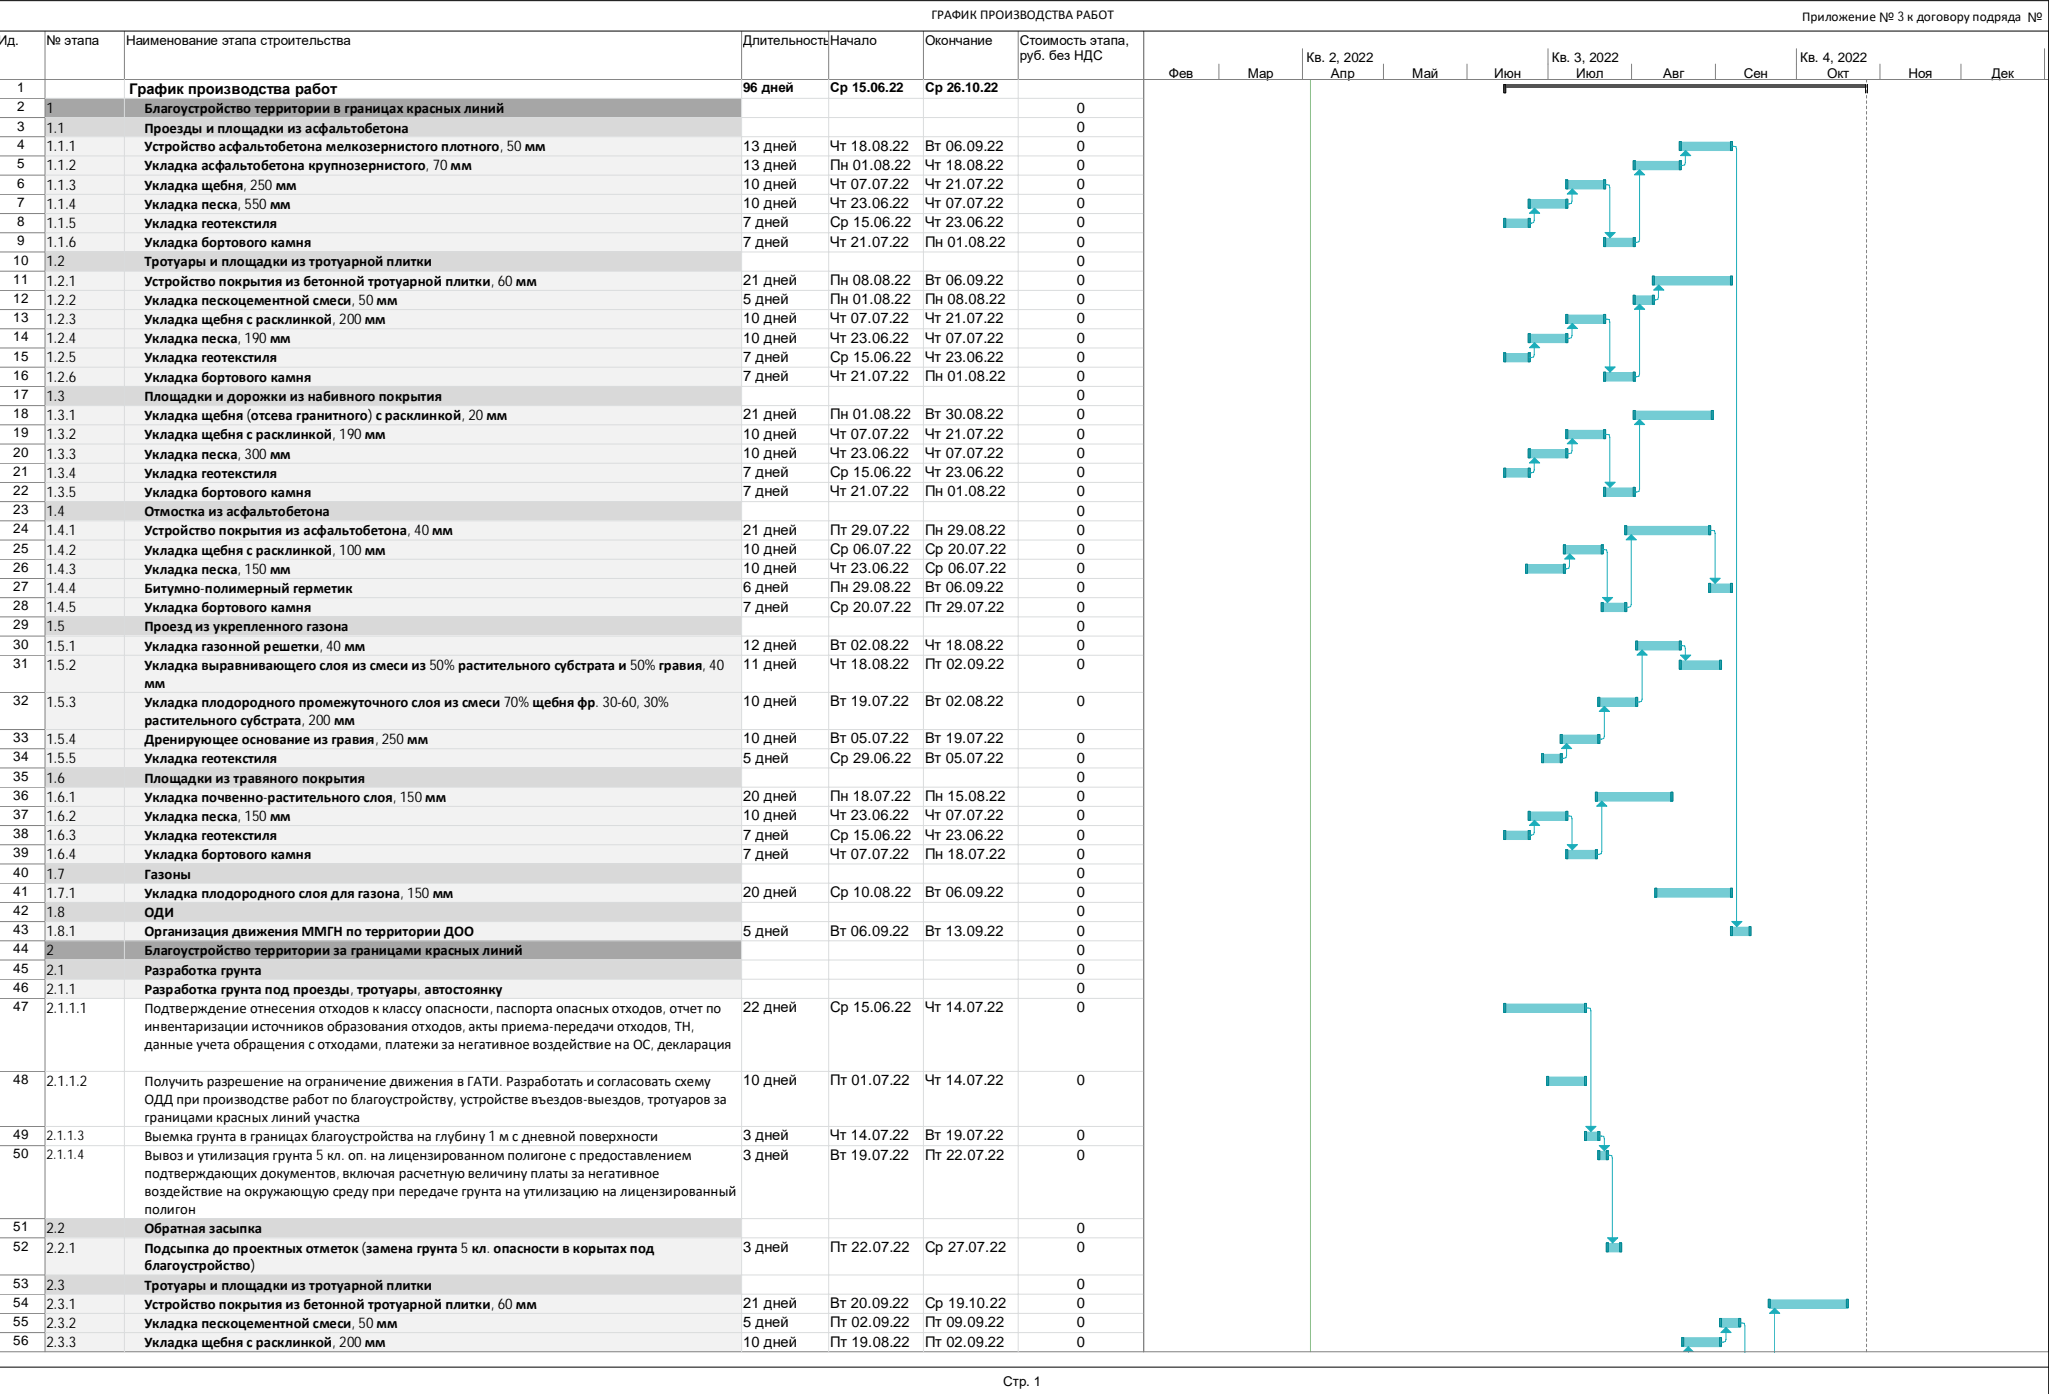 ГРАФИК ПРОИЗВОДСТВА РАБОТ
Приложение № 3 к договору подряда №
Ид. № этапа Наименование этапа строительства Длительность Начало Окончание Стоимость этапа, руб. без НДС
Кв. 2, 2022 Кв. 3, 2022 Кв. 4, 2022
Фев Мар Апр Май Июн Июл Авг Сен Окт Ноя Дек
1 График производства работ 96 дней Ср 15.06.22 Ср 26.10.22
2 1 Благоустройство территории в границах красных линий 0
3 1.1 Проезды и площадки из асфальтобетона 0
4 1.1.1 Устройство асфальтобетона мелкозернистого плотного, 50 мм 13 дней Чт 18.08.22 Вт 06.09.22 0
5 1.1.2 Укладка асфальтобетона крупнозернистого, 70 мм 13 дней Пн 01.08.22 Чт 18.08.22 0
6 1.1.3 Укладка щебня, 250 мм 10 дней Чт 07.07.22 Чт 21.07.22 0
7 1.1.4 Укладка песка, 550 мм 10 дней Чт 23.06.22 Чт 07.07.22 0
8 1.1.5 Укладка геотекстиля 7 дней Ср 15.06.22 Чт 23.06.22 0
9 1.1.6 Укладка бортового камня 7 дней Чт 21.07.22 Пн 01.08.22 0
10 1.2 Тротуары и площадки из тротуарной плитки 0
11 1.2.1 Устройство покрытия из бетонной тротуарной плитки, 60 мм 21 дней Пн 08.08.22 Вт 06.09.22 0
12 1.2.2 Укладка пескоцементной смеси, 50 мм 5 дней Пн 01.08.22 Пн 08.08.22 0
13 1.2.3 Укладка щебня с расклинкой, 200 мм 10 дней Чт 07.07.22 Чт 21.07.22 0
14 1.2.4 Укладка песка, 190 мм 10 дней Чт 23.06.22 Чт 07.07.22 0
15 1.2.5 Укладка геотекстиля 7 дней Ср 15.06.22 Чт 23.06.22 0
16 1.2.6 Укладка бортового камня 7 дней Чт 21.07.22 Пн 01.08.22 0
17 1.3 Площадки и дорожки из набивного покрытия 0
18 1.3.1 Укладка щебня (отсева гранитного) с расклинкой, 20 мм 21 дней Пн 01.08.22 Вт 30.08.22 0
19 1.3.2 Укладка щебня с расклинкой, 190 мм 10 дней Чт 07.07.22 Чт 21.07.22 0
20 1.3.3 Укладка песка, 300 мм 10 дней Чт 23.06.22 Чт 07.07.22 0
21 1.3.4 Укладка геотекстиля 7 дней Ср 15.06.22 Чт 23.06.22 0
22 1.3.5 Укладка бортового камня 7 дней Чт 21.07.22 Пн 01.08.22 0
23 1.4 Отмостка из асфальтобетона 0
24 1.4.1 Устройство покрытия из асфальтобетона, 40 мм 21 дней Пт 29.07.22 Пн 29.08.22 0
25 1.4.2 Укладка щебня с расклинкой, 100 мм 10 дней Ср 06.07.22 Ср 20.07.22 0
26 1.4.3 Укладка песка, 150 мм 10 дней Чт 23.06.22 Ср 06.07.22 0
27 1.4.4 Битумно-полимерный герметик 6 дней Пн 29.08.22 Вт 06.09.22 0
28 1.4.5 Укладка бортового камня 7 дней Ср 20.07.22 Пт 29.07.22 0
29 1.5 Проезд из укрепленного газона 0
30 1.5.1 Укладка газонной решетки, 40 мм 12 дней Вт 02.08.22 Чт 18.08.22 0
31 1.5.2 Укладка выравнивающего слоя из смеси из 50% растительного субстрата и 50% гравия, 40 11 дней Чт 18.08.22 Пт 02.09.22 0
мм
32 1.5.3 Укладка плодородного промежуточного слоя из смеси 70% щебня фр. 30-60, 30% 10 дней Вт 19.07.22 Вт 02.08.22 0
растительного субстрата, 200 мм
33 1.5.4 Дренирующее основание из гравия, 250 мм 10 дней Вт 05.07.22 Вт 19.07.22 0
34 1.5.5 Укладка геотекстиля 5 дней Ср 29.06.22 Вт 05.07.22 0
35 1.6 Площадки из травяного покрытия 0
36 1.6.1 Укладка почвенно-растительного слоя, 150 мм 20 дней Пн 18.07.22 Пн 15.08.22 0
37 1.6.2 Укладка песка, 150 мм 10 дней Чт 23.06.22 Чт 07.07.22 0
38 1.6.3 Укладка геотекстиля 7 дней Ср 15.06.22 Чт 23.06.22 0
39 1.6.4 Укладка бортового камня 7 дней Чт 07.07.22 Пн 18.07.22 0
40 1.7 Газоны 0
41 1.7.1 Укладка плодородного слоя для газона, 150 мм 20 дней Ср 10.08.22 Вт 06.09.22 0
42 1.8 ОДИ 0
43 1.8.1 Организация движения ММГН по территории ДОО 5 дней Вт 06.09.22 Вт 13.09.22 0
44 2 Благоустройство территории за границами красных линий 0
45 2.1 Разработка грунта 0
46 2.1.1 Разработка грунта под проезды, тротуары, автостоянку 0
47 2.1.1.1 Подтверждение отнесения отходов к классу опасности, паспорта опасных отходов, отчет по 22 дней Ср 15.06.22 Чт 14.07.22 0
инвентаризации источников образования отходов, акты приема-передачи отходов, ТН,
данные учета обращения с отходами, платежи за негативное воздействие на ОС, декларация
48 2.1.1.2 Получить разрешение на ограничение движения в ГАТИ. Разработать и согласовать схему 10 дней Пт 01.07.22 Чт 14.07.22 0
ОДД при производстве работ по благоустройству, устройстве въездов-выездов, тротуаров за
границами красных линий участка
49 2.1.1.3 Выемка грунта в границах благоустройства на глубину 1 м с дневной поверхности 3 дней Чт 14.07.22 Вт 19.07.22 0
50 2.1.1.4 Вывоз и утилизация грунта 5 кл. оп. на лицензированном полигоне с предоставлением 3 дней Вт 19.07.22 Пт 22.07.22 0
подтверждающих документов, включая расчетную величину платы за негативное
воздействие на окружающую среду при передаче грунта на утилизацию на лицензированный
полигон
51 2.2 Обратная засыпка 0
52 2.2.1 Подсыпка до проектных отметок (замена грунта 5 кл. опасности в корытах под 3 дней Пт 22.07.22 Ср 27.07.22 0
благоустройство)
53 2.3 Тротуары и площадки из тротуарной плитки 0
54 2.3.1 Устройство покрытия из бетонной тротуарной плитки, 60 мм 21 дней Вт 20.09.22 Ср 19.10.22 0
55 2.3.2 Укладка пескоцементной смеси, 50 мм 5 дней Пт 02.09.22 Пт 09.09.22 0
56 2.3.3 Укладка щебня с расклинкой, 200 мм 10 дней Пт 19.08.22 Пт 02.09.22 0
Стр. 1